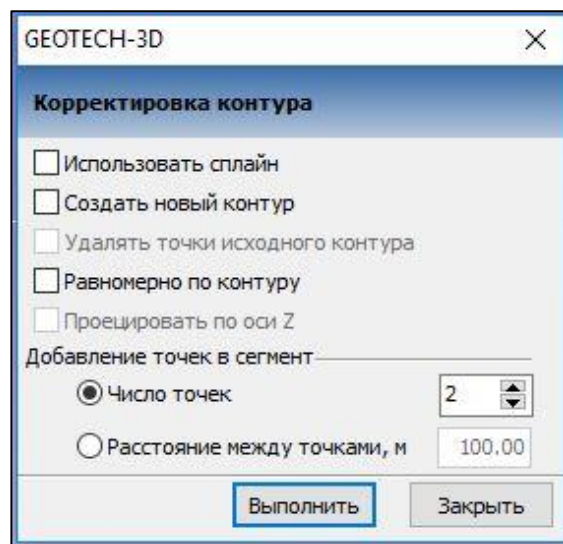 GEOTECH-3D
Корректировка контура
Использовать сплайн
Создать новый контур
Удалять точки исходного контура
Равномерно по контуру
Проецировать по оси Z
Добавление точек в сегмент
Число точек 2
Расстояние между точками, м 100.00
Выполнить Закрыть